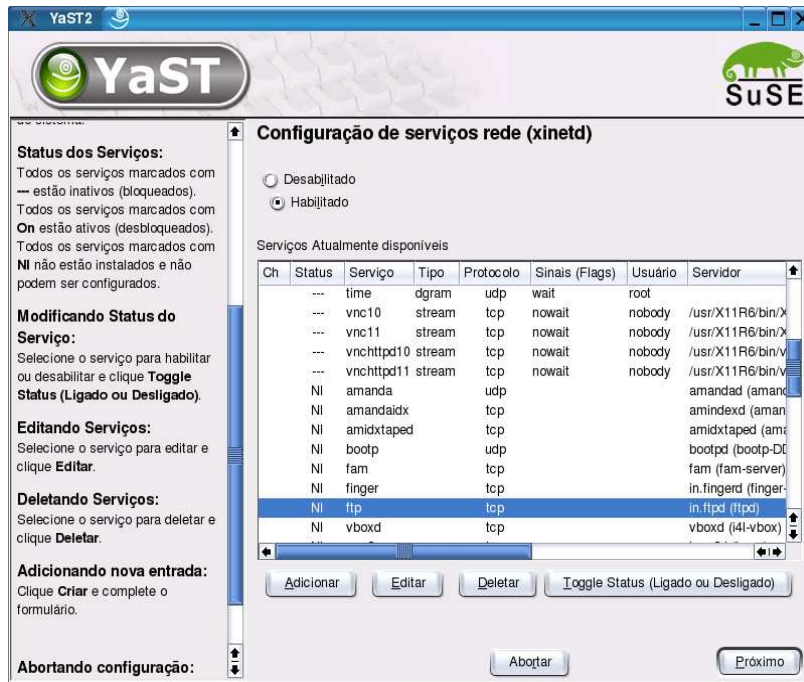 YaST2
YaST
SuSE
Status dos Serviços:
Todos os serviços marcados com
--- estão inativos (bloqueados).
Todos os serviços marcados com
On estão ativos (desbloqueados).
Todos os serviços marcados com
NI não estão instalados e não
podem ser configurados.
Modificando Status do
Serviço:
Selecione o serviço para habilitar
ou desabilitar e clique Toggle
Status (Ligado ou Desligado).
Editando Serviços:
Selecione o serviço para editar e
clique Editar.
Deletando Serviços:
Selecione o serviço para deletar e
clique Deletar.
Adicionando nova entrada:
Clique Criar e complete o
formulário.
Abortando configuração:
Configuração de serviços rede (xinetd)
Desabilitado
Habilitado
Serviços Atualmente disponíveis
Ch Status Serviço Tipo Protocolo Sinais (Flags) Usuário Servidor
--- time dgram udp wait root
--- vnc10 stream tcp nowait nobody /usr/X11R6/bin/X
--- vnc11 stream tcp nowait nobody /usr/X11R6/bin/X
--- vnchttpd10 stream tcp nowait nobody /usr/X11R6/bin/v
--- vnchttpd11 stream tcp nowait nobody /usr/X11R6/bin/v
NI amanda udp amandad (amand
NI amandaidx tcp amindexd (aman
NI amidxtaped tcp amidxtaped (ama
NI bootp udp bootpd (bootp-DH
NI fam tcp fam (fam-server)
NI finger tcp in.fingerd (finger-
NI ftp tcp in.ftpd (ftpd)
NI vboxd tcp vboxd (i4l-vbox)
Adicionar Editar Deletar Toggle Status (Ligado ou Desligado)
Abortar Próximo